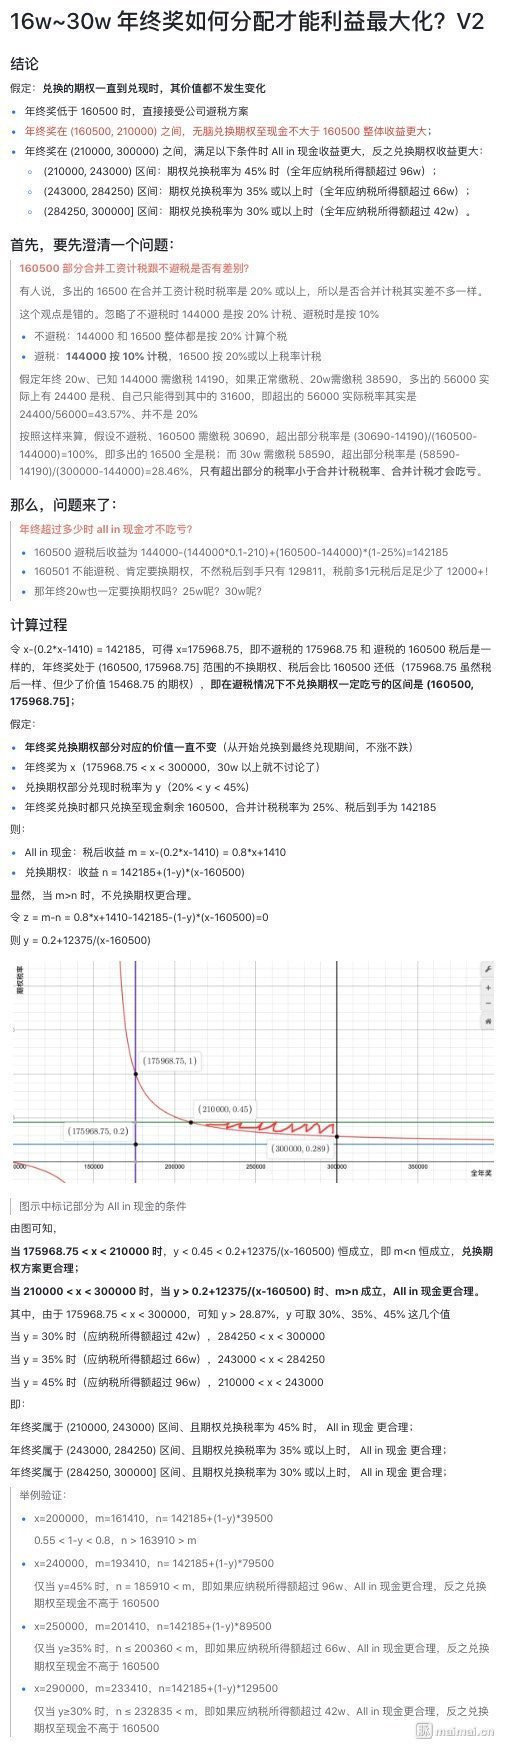 16w~30w 年终奖如何分配才能利益最大化？V2
结论
假定：兑换的期权一直到兑现时，其价值都不发生变化
• 年终奖低于 160500 时，直接接受公司避税方案
• 年终奖在 (160500, 210000) 之间，无脑兑换期权至现金不大于 160500 整体收益更大；
• 年终奖在 (210000, 300000) 之间，满足以下条件时 All in 现金收益更大，反之兑换期权收益更大：
◦ (210000, 243000) 区间：期权兑换税率为 45% 时（全年应纳税所得额超过 96w）；
◦ (243000, 284250) 区间：期权兑换税率为 35% 或以上时（全年应纳税所得额超过 66w）；
◦ (284250, 300000] 区间：期权兑换税率为 30% 或以上时（全年应纳税所得额超过 42w）。
首先，要先澄清一个问题：
160500 部分合并工资计税跟不避税是否有差别?
有人说，多出的 16500 在合并工资计税时税率是 20% 或以上，所以是否合并计税其实差不多一样。
这个观点是错的。忽略了不避税时 144000 是按 20% 计税、避税时是按 10%
• 不避税：144000 和 16500 整体都是按 20% 计算个税
• 避税：144000 按 10% 计税，16500 按 20%或以上税率计税
假定年终 20w、已知 144000 需缴税 14190，如果正常缴税、20w需缴税 38590，多出的 56000 实
际上有 24400 是税、自己只能得到其中的 31600，即超出的 56000 实际税率其实是
24400/56000=43.57%、并不是 20%
按照这样来算，假设不避税、160500 需缴税 30690，超出部分税率是 (30690-14190)/(160500-
144000)=100%，即多出的 16500 全是税；而 30w 需缴税 58590，超出部分税率是 (58590-
14190)/(300000-144000)=28.46%，只有超出部分的税率小于合并计税税率、合并计税才会吃亏。
那么，问题来了：
年终超过多少时 all in 现金才不吃亏?
• 160500 避税后收益为 144000-(144000*0.1-210)+(160500-144000)*(1-25%)=142185
• 160501 不能避税、肯定要换期权，不然税后到手只有 129811，税前多1元税后足足少了 12000+!
• 那年终20w也一定要换期权吗？25w呢？30w呢?
计算过程
令 x-(0.2*x-1410) = 142185，可得 x=175968.75，即不避税的 175968.75 和 避税的 160500 税后是一
样的，年终奖处于 (160500, 175968.75] 范围的不换期权、税后会比 160500 还低（175968.75 虽然税
后一样、但少了价值 15468.75 的期权），即在避税情况下不兑换期权一定吃亏的区间是 (160500,
175968.75]；
假定：
• 年终奖兑换期权部分对应的价值一直不变（从开始兑换到最终兑现期间，不涨不跌）
• 年终奖为 x（175968.75 < x < 300000，30w 以上就不讨论了）
• 兑换期权部分兑现时税率为 y（20% < y < 45%）
• 年终奖兑换时都只兑换至现金剩余 160500，合并计税税率为 25%、税后到手为 142185
则：
• All in 现金：税后收益 m = x-(0.2*x-1410) = 0.8*x+1410
• 兑换期权：收益 n = 142185+(1-y)*(x-160500)
显然，当 m>n 时，不兑换期权更合理。
令 z = m-n = 0.8*x+1410-142185-(1-y)*(x-160500)=0
则 y = 0.2+12375/(x-160500)
期权税率
(175968.75, 1)
(210000, 0.45)
(175968.75, 0.2)
(300000, 0.289)
0000 150000 200000 250000 300000 350000 全年奖
图示中标记部分为 All in 现金的条件
由图可知，
当 175968.75 < x < 210000 时，y < 0.45 < 0.2+12375/(x-160500) 恒成立，即 m<n 恒成立，兑换期
权方案更合理；
当 210000 < x < 300000 时，当 y > 0.2+12375/(x-160500) 时、m>n 成立，All in 现金更合理。
其中，由于 175968.75 < x < 300000，可知 y > 28.87%，y 可取 30%、35%、45% 这几个值
当 y = 30% 时（应纳税所得额超过 42w），284250 < x < 300000
当 y = 35% 时（应纳税所得额超过 66w），243000 < x < 284250
当 y = 45% 时（应纳税所得额超过 96w），210000 < x < 243000
即：
年终奖属于 (210000, 243000) 区间、且期权兑换税率为 45% 时， All in 现金 更合理；
年终奖属于 (243000, 284250) 区间、且期权兑换税率为 35% 或以上时， All in 现金 更合理；
年终奖属于 (284250, 300000] 区间、且期权兑换税率为 30% 或以上时， All in 现金 更合理；
举例验证：
• x=200000，m=161410，n= 142185+(1-y)*39500
0.55 < 1-y < 0.8，n > 163910 > m
• x=240000，m=193410，n= 142185+(1-y)*79500
仅当 y=45% 时，n = 185910 < m，即如果应纳税所得额超过 96w、All in 现金更合理，反之兑换
期权至现金不高于 160500
• x=250000，m=201410，n=142185+(1-y)*89500
仅当 y≥35% 时，n ≤ 200360 < m，即如果应纳税所得额超过 66w、All in 现金更合理，反之兑换
期权至现金不高于 160500
• x=290000，m=233410，n=142185+(1-y)*129500
仅当 y≥30% 时，n ≤ 232835 < m，即如果应纳税所得额超过 42w、All in 现金更合理，反之兑换
期权至现金不高于 160500
脉 maimai.cn